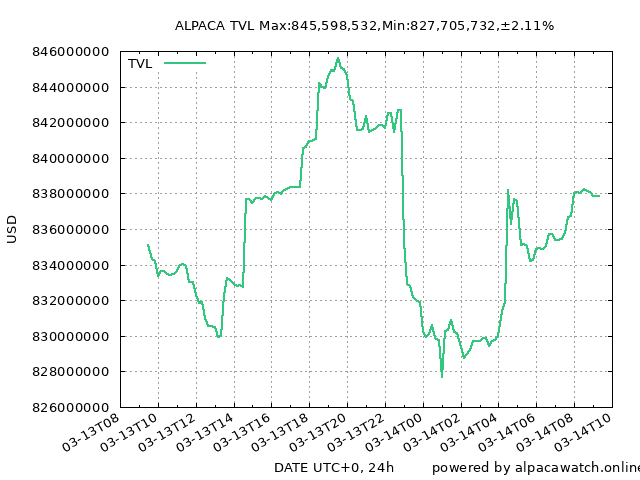 ALPACA TVL Max:845,598,532,Min:827,705,732,±2.11%
846000000
844000000
842000000
840000000
838000000
836000000
834000000
832000000
830000000
828000000
826000000
TVL
USD
03-13T08
03-13T10
03-13T12
03-13T14
03-13T16
03-13T18
03-13T20
03-13T22
03-14T00
03-14T02
03-14T04
03-14T06
03-14T08
03-14T10
DATE UTC+0, 24h
powered by alpacawatch.online